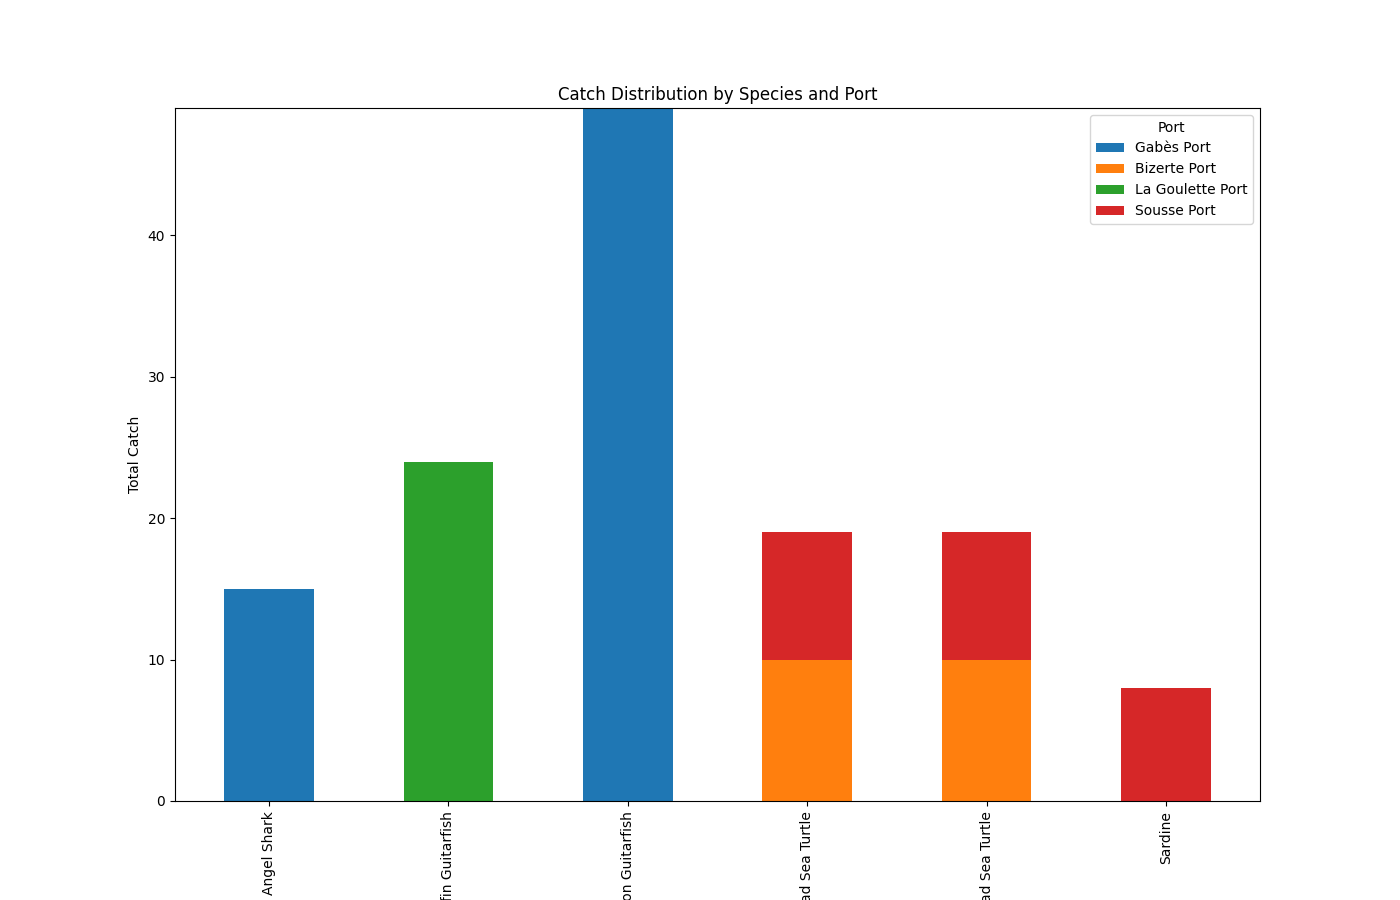 Catch Distribution by Species and Port
Port
Gabès Port
Bizerte Port
La Goulette Port
Sousse Port
Total Catch
40
30
20
10
0
Angel Shark
Guitarfish
Guitarfish
Sea Turtle
Sea Turtle
Sardine